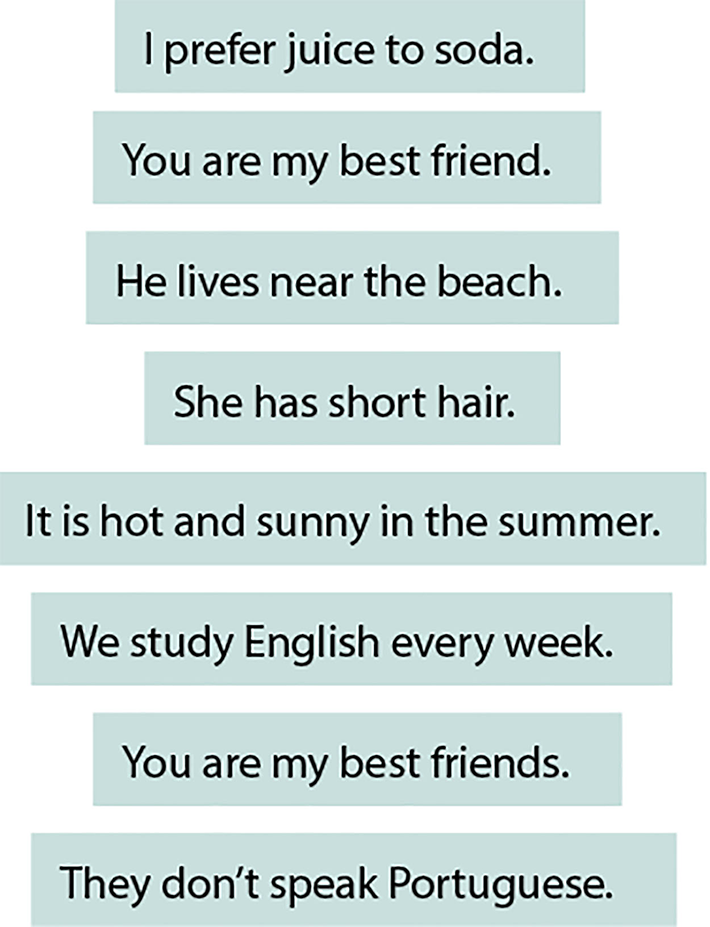 I prefer juice to soda.
You are my best friend.
He lives near the beach.
She has short hair.
It is hot and sunny in the summer.
We study English every week.
You are my best friends.
They don’t speak Portuguese.